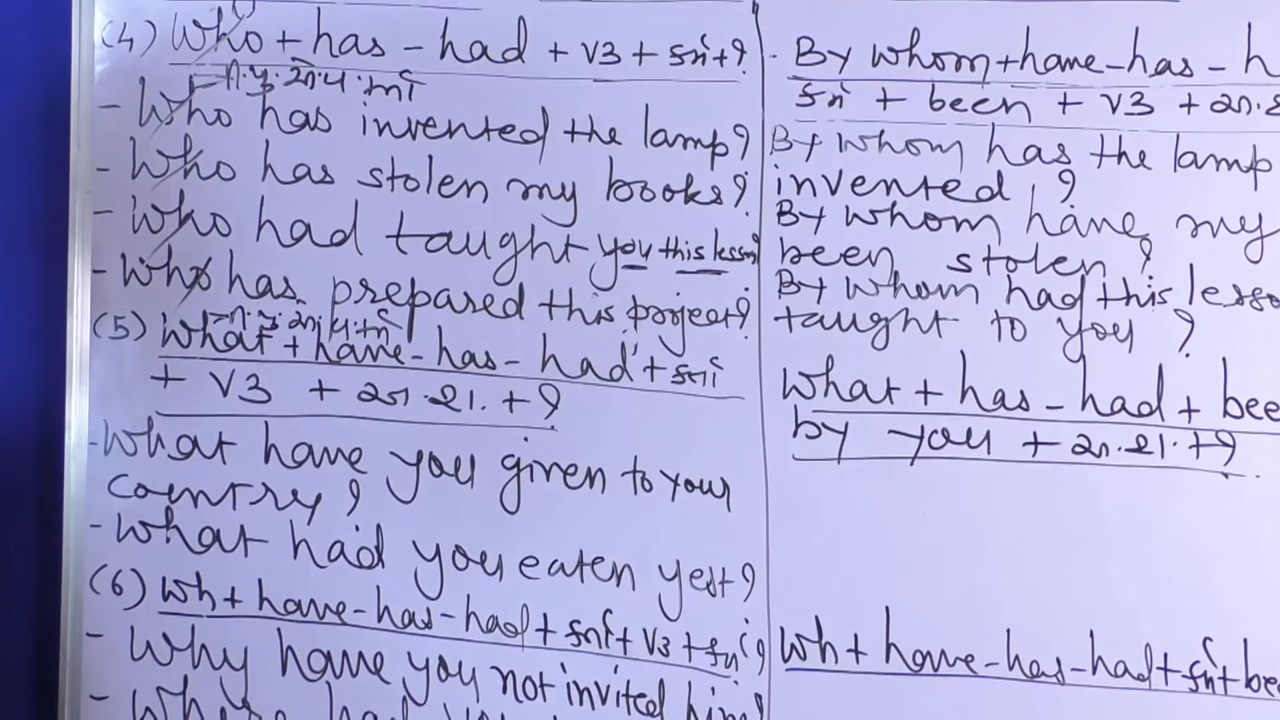 (4) Who + has - had + v3 + કર્મ + ?
- Who has invented the lamp?
- Who has stolen my books?
- Who had taught you this lesson?
- Who has prepared this project?
(5) What + have - has - had + કર્તા
+ v3 + અ.શ. + ?
- What have you given to your
country?
- What had you eaten yest?
(6) Wh + have - has - had + કર્તા + v3 + કર્મ ?
- Why have you not invited him?
- Where had
- By whom + have - has - h
કર્મ + been + v3 + અ.શ
By whom has the lamp
invented ?
By whom have my
been stolen?
By whom had this lesso
taught to you ?
what + has - had + bee
by you + અ.શ. + ?
Wh + have - has - had + કર્મ + bee